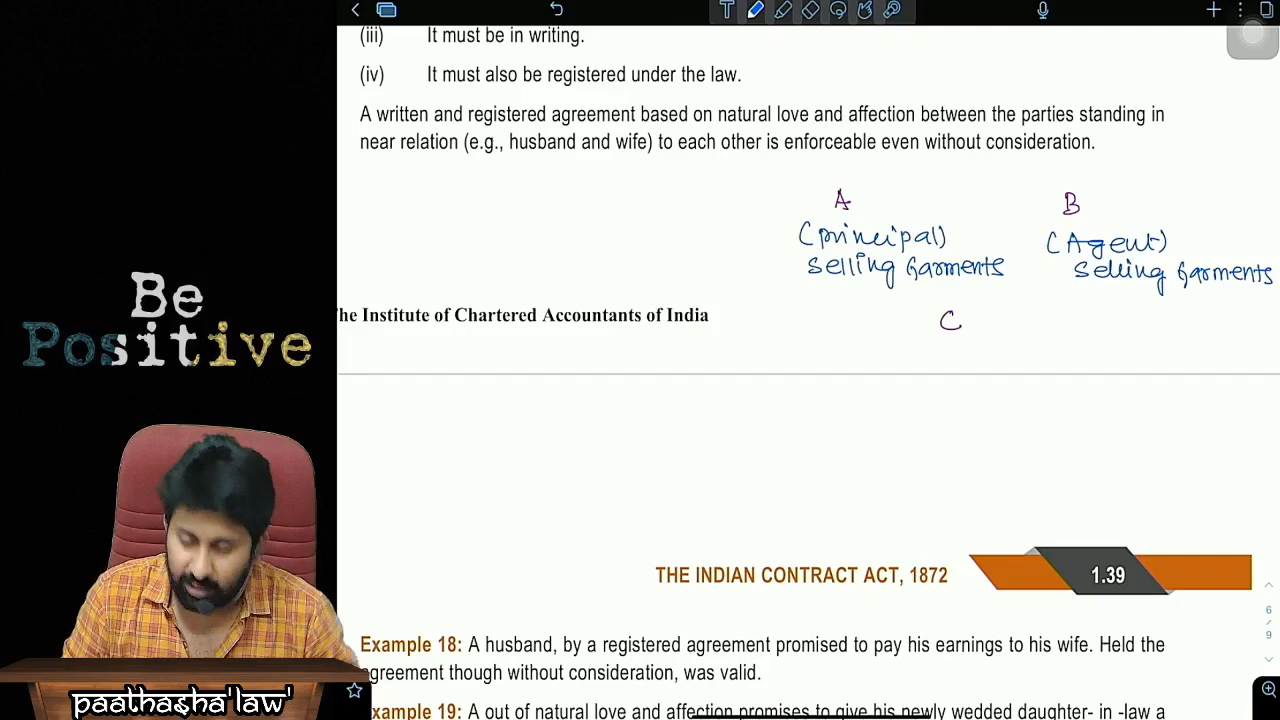 (iii) It must be in writing.
(iv) It must also be registered under the law.
A written and registered agreement based on natural love and affection between the parties standing in
near relation (e.g., husband and wife) to each other is enforceable even without consideration.
A B
(principal) (Agent)
selling Garments selling Garments
C
Be
Positive
he Institute of Chartered Accountants of India
THE INDIAN CONTRACT ACT, 1872 1.39
6
/
9
Example 18: A husband, by a registered agreement promised to pay his earnings to his wife. Held the
greement though without consideration, was valid.
xample 19: A out of natural love and affection promises to give his newly wedded daughter- in -law a
paathasha'law'